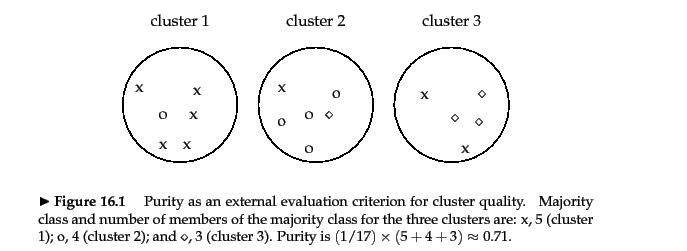 cluster 1 cluster 2 cluster 3
x x x o x ⋄
o x o o ⋄ ⋄ ⋄
x x o x
► Figure 16.1 Purity as an external evaluation criterion for cluster quality. Majority
class and number of members of the majority class for the three clusters are: x, 5 (cluster
1); o, 4 (cluster 2); and ⋄, 3 (cluster 3). Purity is (1/17) × (5 + 4 + 3) ≈ 0.71.